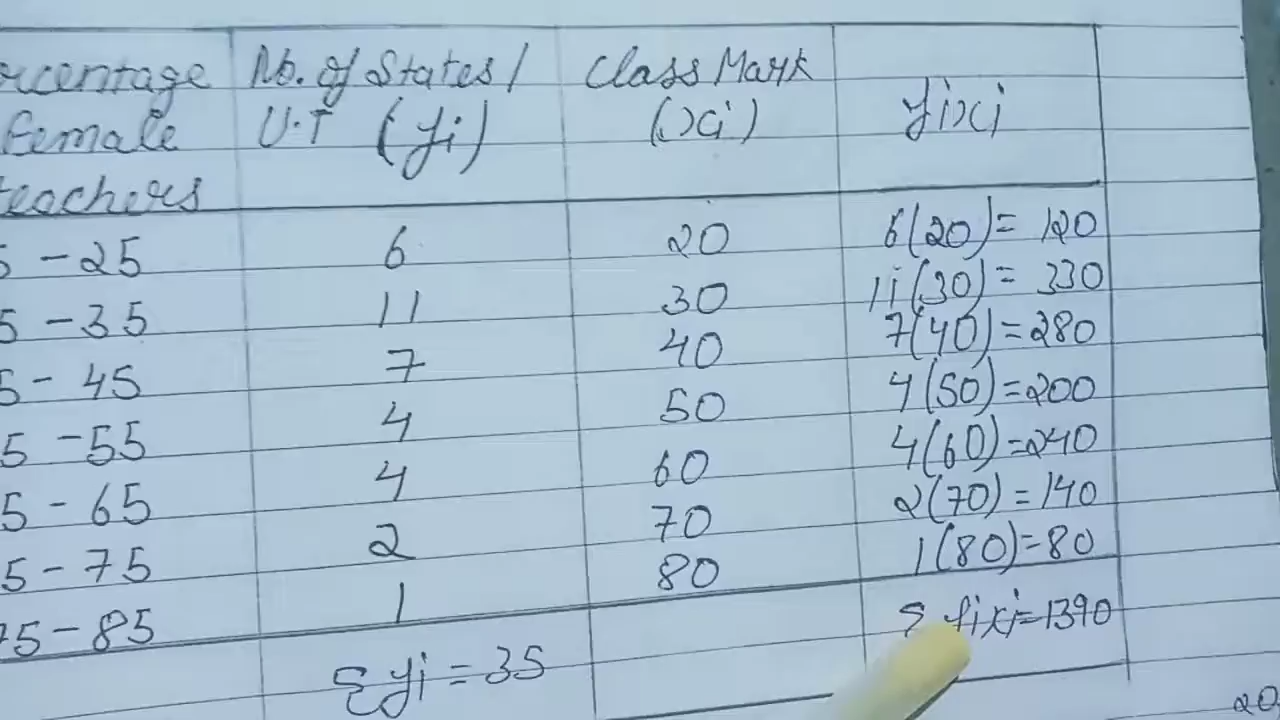 rcentage No. of States/ Class Mark fixi
female U.T (fi) (xi)
teachers
5 - 25 6 20 6(20) = 120
5 - 35 11 30 11(30) = 330
5 - 45 7 40 7(40) = 280
5 - 55 4 50 4(50) = 200
5 - 65 4 60 4(60) = 240
5 - 75 2 70 2(70) = 140
75 - 85 1 80 1(80) = 80
Σfi = 35 Σfixi = 1390
20